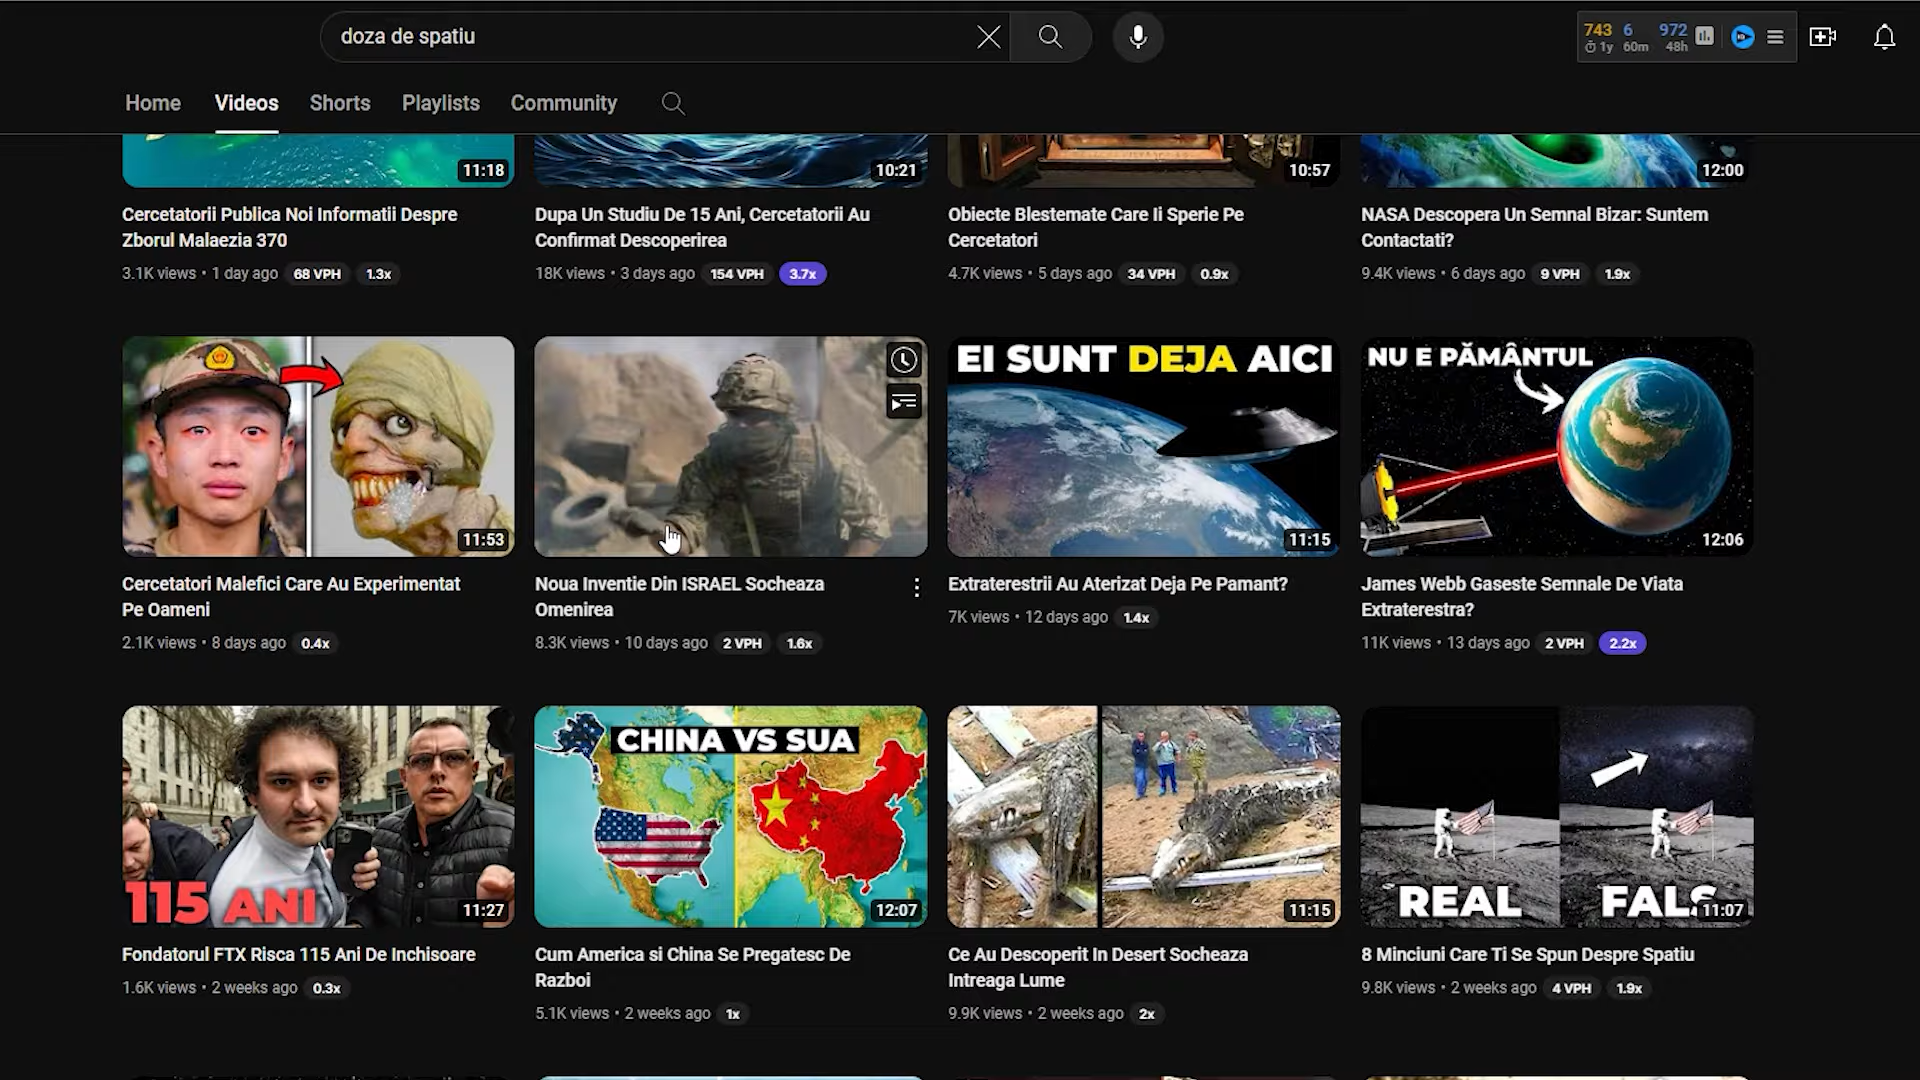 doza de spatiu
743 6 972
1y 60m 48h
Home Videos Shorts Playlists Community
11:18
10:21
10:57
12:00
Cercetatorii Publica Noi Informatii Despre
Zborul Malaezia 370
3.1K views • 1 day ago 68 VPH 1.3x
Dupa Un Studiu De 15 Ani, Cercetatorii Au
Confirmat Descoperirea
18K views • 3 days ago 154 VPH 3.7x
Obiecte Blestemate Care Ii Sperie Pe
Cercetatori
4.7K views • 5 days ago 34 VPH 0.9x
NASA Descopera Un Semnal Bizar: Suntem
Contactati?
9.4K views • 6 days ago 9 VPH 1.9x
11:53
EI SUNT DEJA AICI
11:15
NU E PĂMÂNTUL
12:06
Cercetatori Malefici Care Au Experimentat
Pe Oameni
2.1K views • 8 days ago 0.4x
Noua Inventie Din ISRAEL Socheaza
Omenirea
8.3K views • 10 days ago 2 VPH 1.6x
Extraterestrii Au Aterizat Deja Pe Pamant?
7K views • 12 days ago 1.4x
James Webb Gaseste Semnale De Viata
Extraterestra?
11K views • 13 days ago 2 VPH 2.2x
115 ANI
11:27
CHINA VS SUA
12:07
11:15
REAL FALS
11:07
Fondatorul FTX Risca 115 Ani De Inchisoare
1.6K views • 2 weeks ago 0.3x
Cum America si China Se Pregatesc De
Razboi
5.1K views • 2 weeks ago 1x
Ce Au Descoperit In Desert Socheaza
Intreaga Lume
9.9K views • 2 weeks ago 2x
8 Minciuni Care Ti Se Spun Despre Spatiu
9.8K views • 2 weeks ago 4 VPH 1.9x